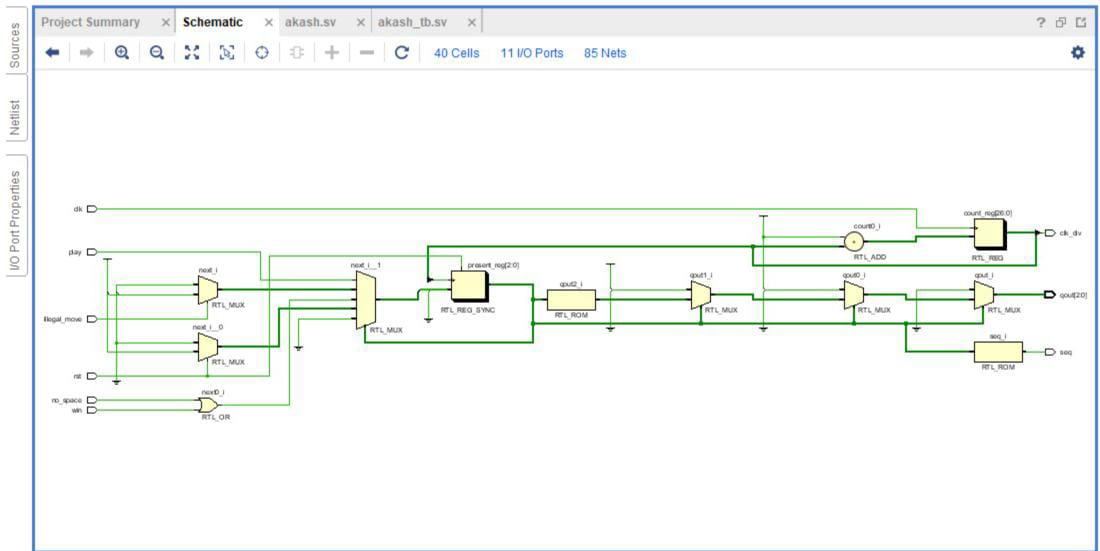 Project Summary
Schematic
akash.sv
akash_tb.sv
40 Cells
11 I/O Ports
85 Nets
Sources
Netlist
I/O Port Properties
clk
count_reg[26:0]
RTL_REG
clk_div
count0_i
+
RTL_ADD
play
next_i
RTL_MUX
next_i__1
RTL_MUX
present_reg[2:0]
RTL_REG_SYNC
qout2_i
RTL_ROM
qout1_i
RTL_MUX
qout0_i
RTL_MUX
qout_i
RTL_MUX
qout[2:0]
illegal_move
next_i__0
RTL_MUX
seq_i
RTL_ROM
seq
rst
next0_i
RTL_OR
no_space
win